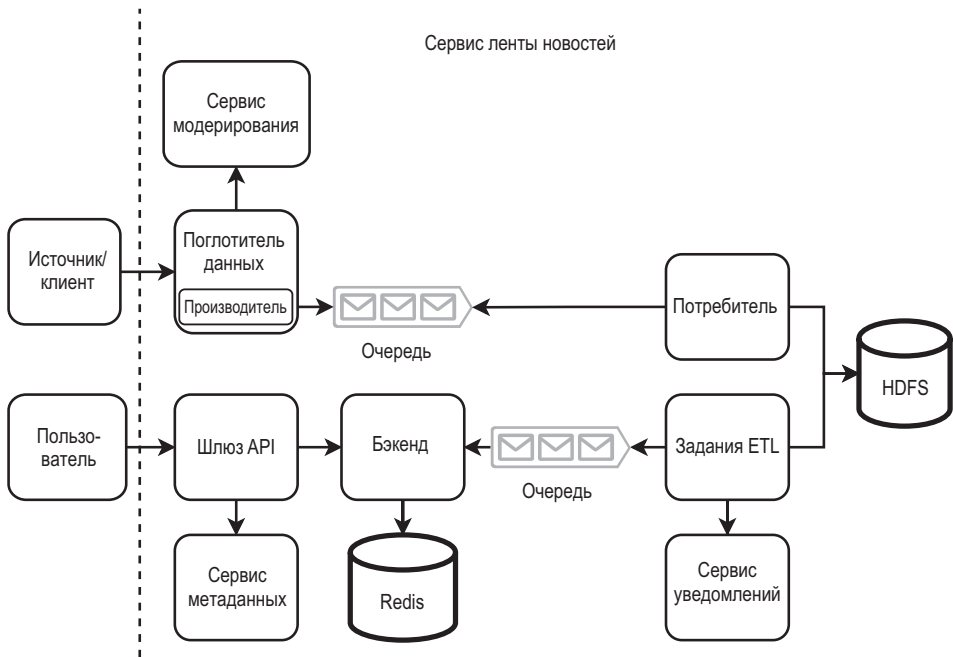 Сервис ленты новостей
Сервис
модерирования
Источник/
клиент
Поглотитель
данных
Производитель
Очередь
Потребитель
HDFS
Пользо-
ватель
Шлюз API
Бэкенд
Очередь
Задания ETL
Сервис
метаданных
Redis
Сервис
уведомлений